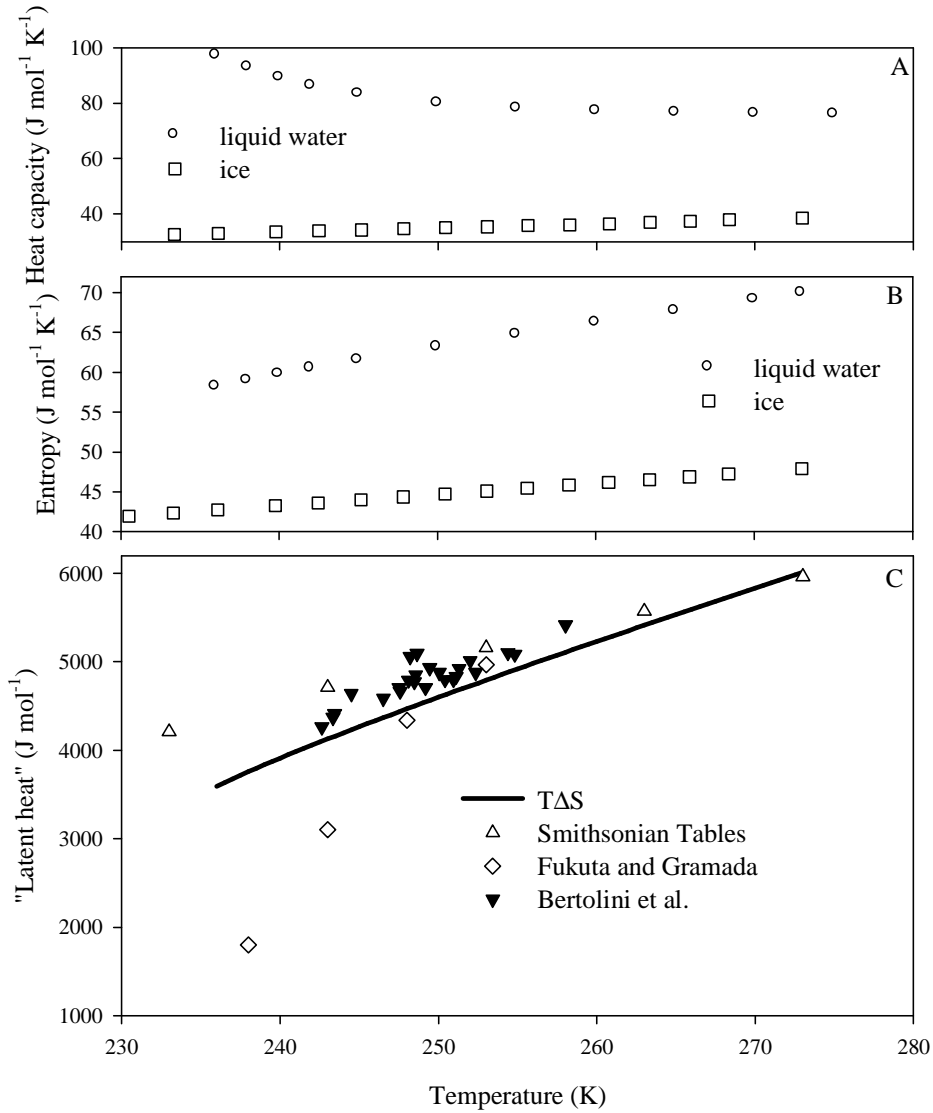 Heat capacity (J mol-1 K-1)
100
80
60
40
A
liquid water
ice
Entropy (J mol-1 K-1)
70
65
60
55
50
45
40
B
liquid water
ice
"Latent heat" (J mol-1)
6000
5000
4000
3000
2000
1000
C
TΔS
Smithsonian Tables
Fukuta and Gramada
Bertolini et al.
230 240 250 260 270 280
Temperature (K)